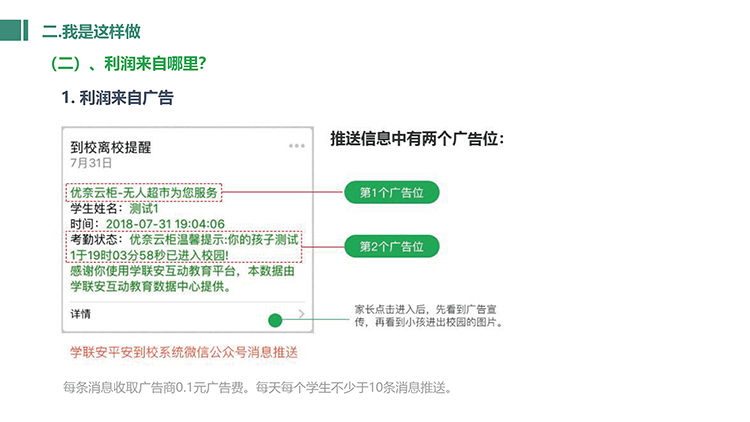 二.我是这样做
（二）、利润来自哪里?
1. 利润来自广告
推送信息中有两个广告位：
到校离校提醒
7月31日
优奈云柜-无人超市为您服务
第1个广告位
学生姓名：测试1
时间：2018-07-31 19:04:06
考勤状态：优奈云柜温馨提示:你的孩子测试
1于19时03分58秒已进入校园!
第2个广告位
感谢你使用学联安互动教育平台，本数据由
学联安互动教育数据中心提供。
详情
家长点击进入后，先看到广告宣
传，再看到小孩进出校园的图片。
学联安平安到校系统微信公众号消息推送
每条消息收取广告商0.1元广告费。每天每个学生不少于10条消息推送。